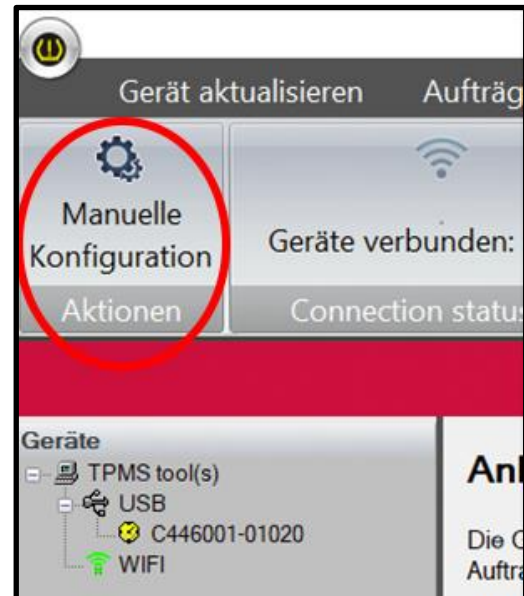 Gerät aktualisieren Aufträg
Manuelle
Konfiguration
Geräte verbunden:
Aktionen Connection status
Geräte
TPMS tool(s)
USB
C446001-01020
WIFI
Anl
Die G
Auftra